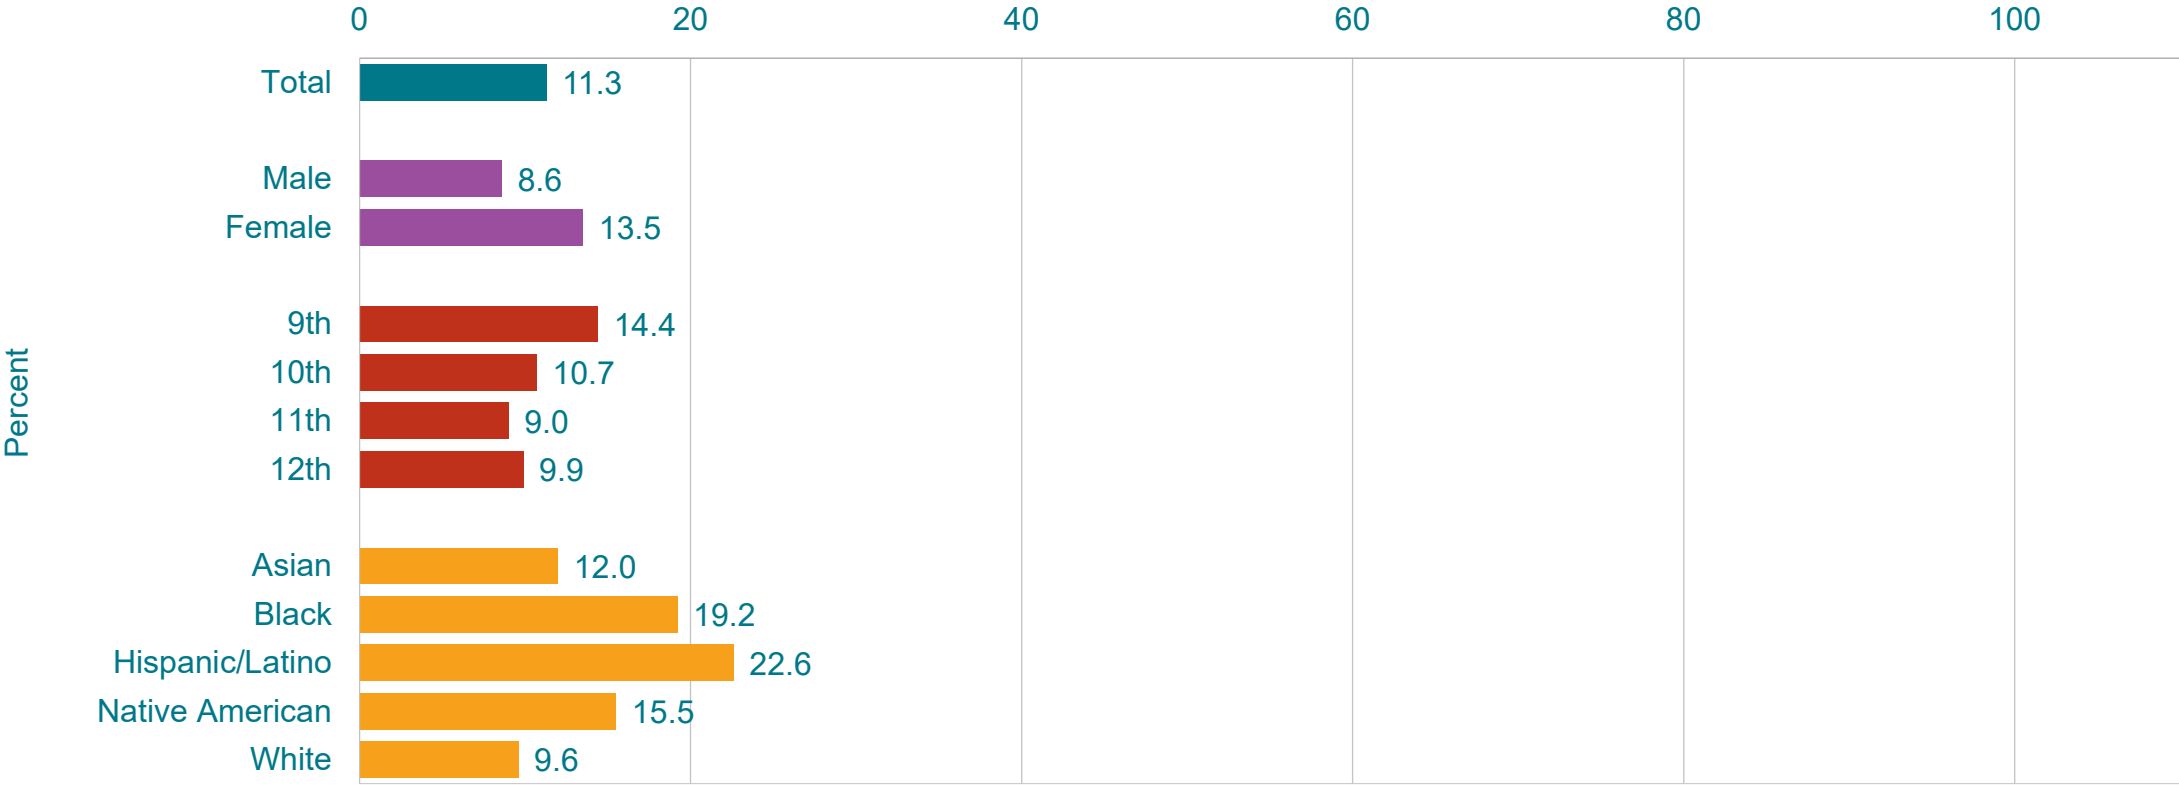 0 20 40 60 80 100
Total 11.3
Male 8.6
Female 13.5
9th 14.4
10th 10.7
11th 9.0
12th 9.9
Asian 12.0
Black 19.2
Hispanic/Latino 22.6
Native American 15.5
White 9.6
Percent